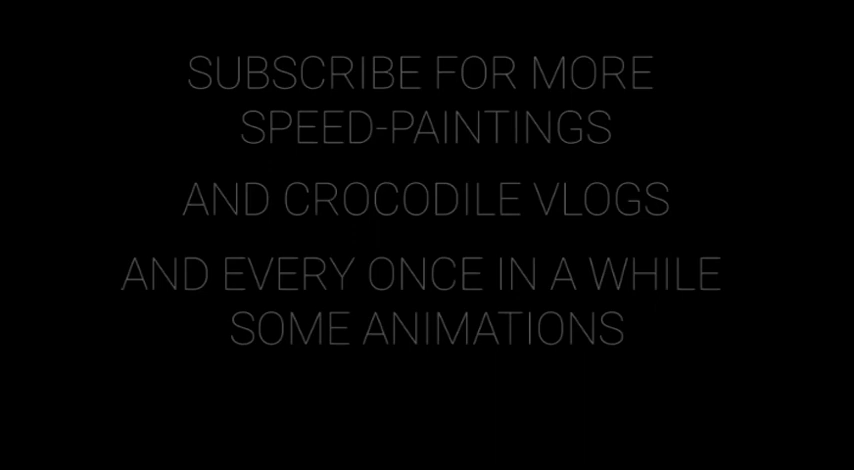 SUBSCRIBE FOR MORE
SPEED-PAINTINGS
AND CROCODILE VLOGS
AND EVERY ONCE IN A WHILE
SOME ANIMATIONS